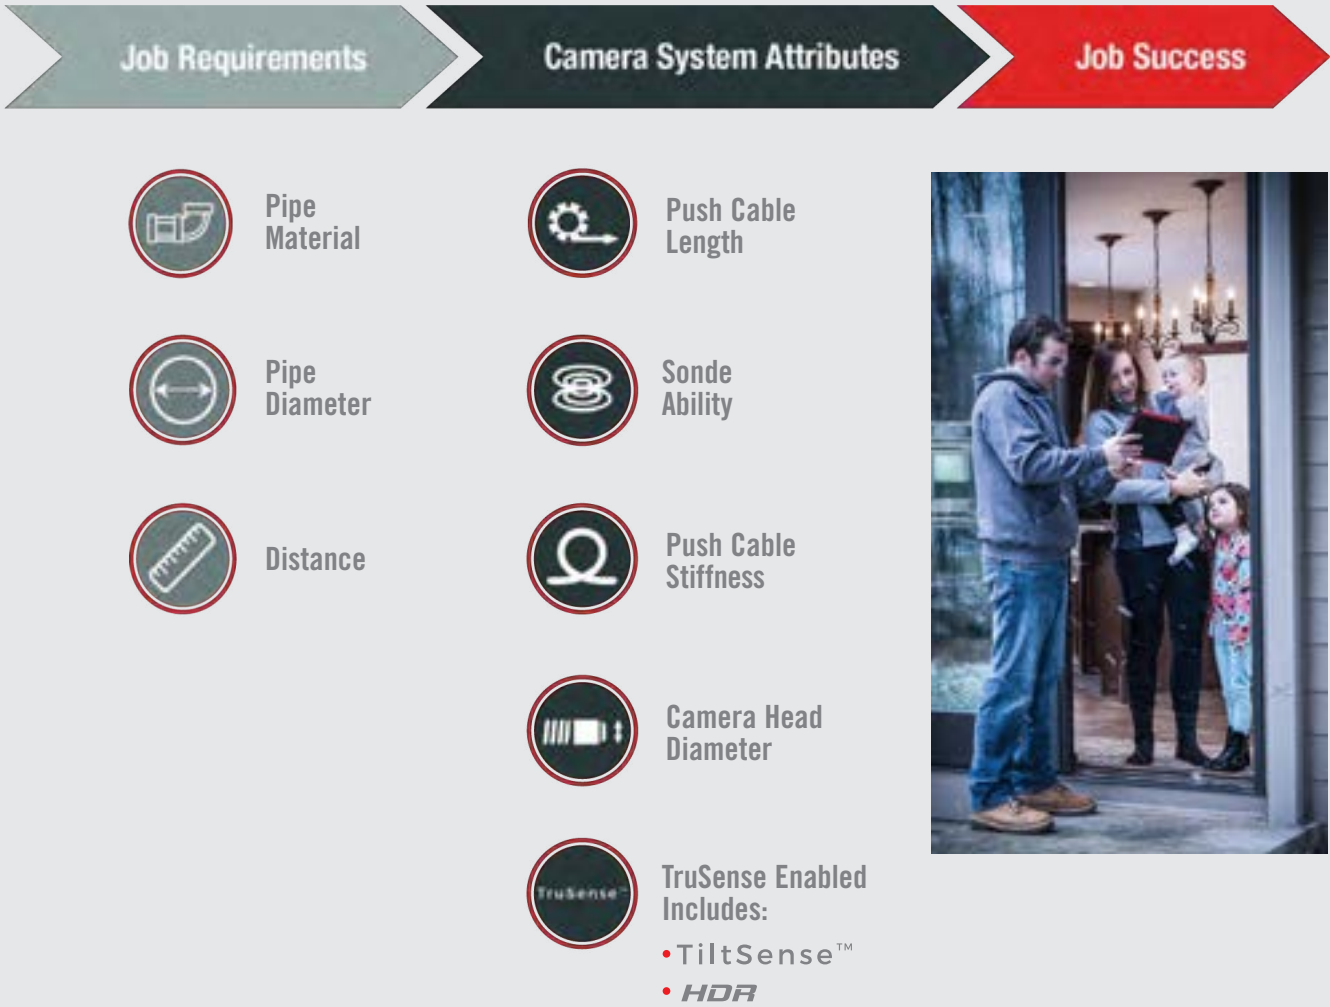 Job Requirements
Camera System Attributes
Job Success
Pipe
Material
Pipe
Diameter
Distance
Push Cable
Length
Sonde
Ability
Push Cable
Stiffness
Camera Head
Diameter
TruSense™
TruSense Enabled
Includes:
•TiltSense™
• HDR